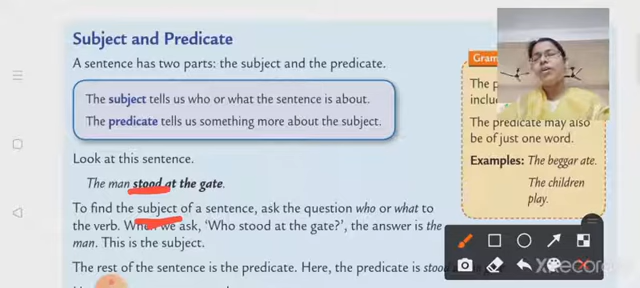 Subject and Predicate
A sentence has two parts: the subject and the predicate.
The subject tells us who or what the sentence is about.
The predicate tells us something more about the subject.
Look at this sentence.
The man stood at the gate.
To find the subject of a sentence, ask the question who or what to
the verb. When we ask, 'Who stood at the gate?', the answer is the
man. This is the subject.
The rest of the sentence is the predicate. Here, the predicate is stood
Gram
The p
inclu
The predicate may also
be of just one word.
Examples: The beggar ate.
The children
play.
XRecorder